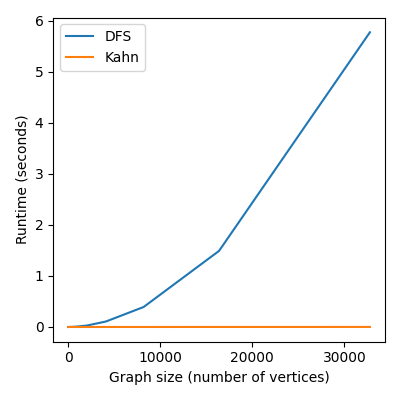 6
5
4
3
2
1
0
Runtime (seconds)
DFS
Kahn
0 10000 20000 30000
Graph size (number of vertices)